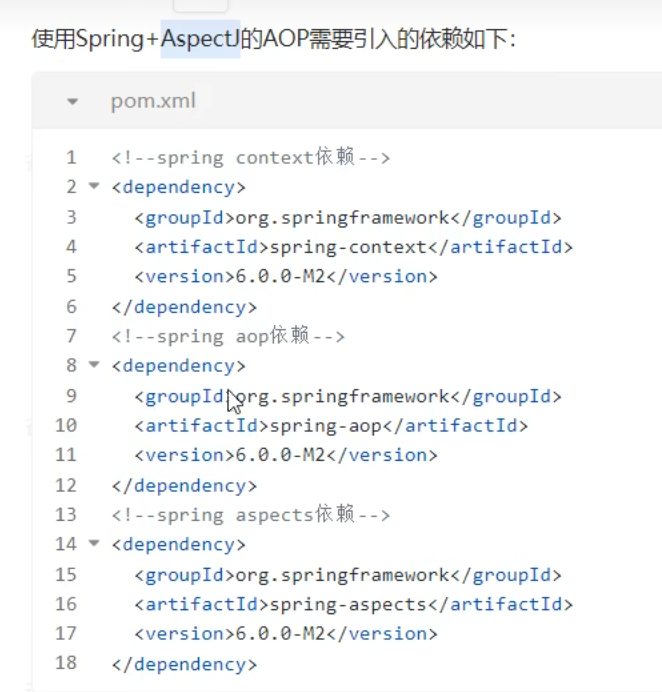 使用Spring+AspectJ的AOP需要引入的依赖如下：
pom.xml
1 <!--spring context依赖-->
2 <dependency>
3 <groupId>org.springframework</groupId>
4 <artifactId>spring-context</artifactId>
5 <version>6.0.0-M2</version>
6 </dependency>
7 <!--spring aop依赖-->
8 <dependency>
9 <groupId>org.springframework</groupId>
10 <artifactId>spring-aop</artifactId>
11 <version>6.0.0-M2</version>
12 </dependency>
13 <!--spring aspects依赖-->
14 <dependency>
15 <groupId>org.springframework</groupId>
16 <artifactId>spring-aspects</artifactId>
17 <version>6.0.0-M2</version>
18 </dependency>